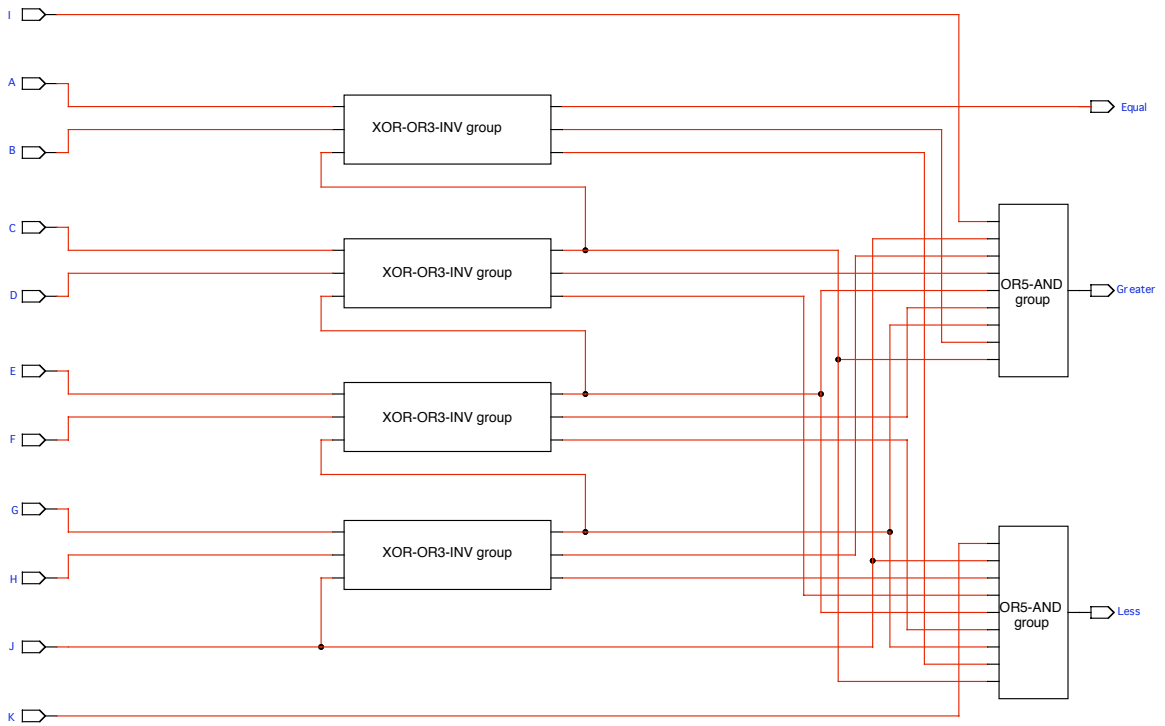 I
A
XOR-OR3-INV group
Equal
B
C
XOR-OR3-INV group
D
OR5-AND
group
Greater
E
XOR-OR3-INV group
F
G
XOR-OR3-INV group
H
OR5-AND
group
Less
J
K